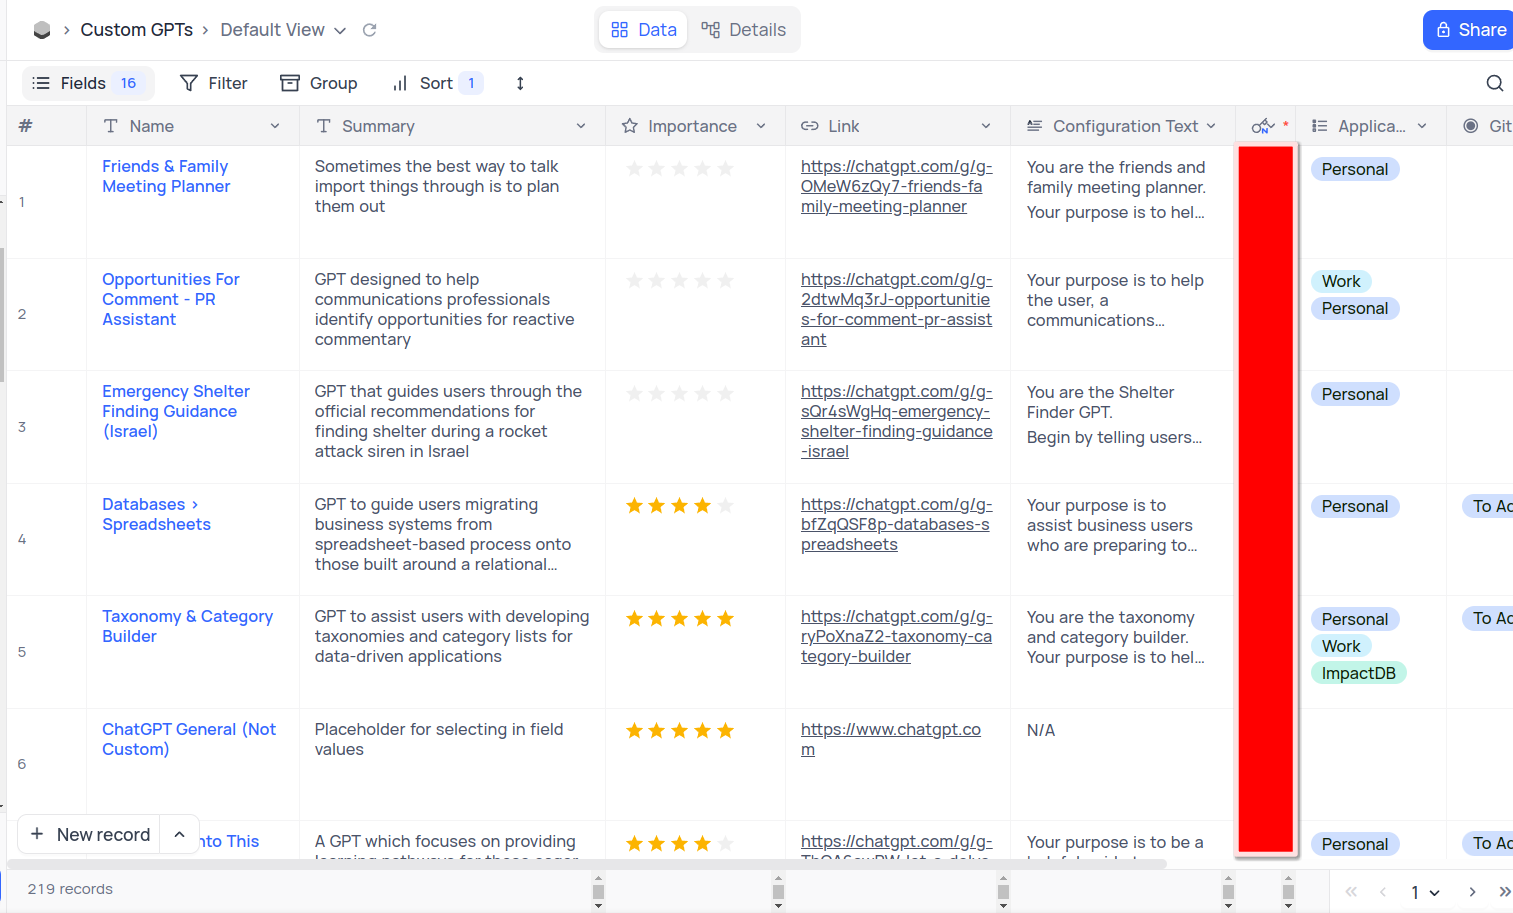 Custom GPTs
Default View
Data
Details
Share
Fields 16
Filter
Group
Sort 1
#
Name
Summary
Importance
Link
Configuration Text
N
*
Applica...
Git
1
Friends & Family
Meeting Planner
Sometimes the best way to talk
import things through is to plan
them out
https://chatgpt.com/g/g-
OMeW6zQy7-friends-fa
mily-meeting-planner
You are the friends and
family meeting planner.
Your purpose is to hel...
Personal
2
Opportunities For
Comment - PR
Assistant
GPT designed to help
communications professionals
identify opportunities for reactive
commentary
https://chatgpt.com/g/g-
2dtwMq3rJ-opportunitie
s-for-comment-pr-assist
ant
Your purpose is to help
the user, a
communications...
Work
Personal
3
Emergency Shelter
Finding Guidance
(Israel)
GPT that guides users through the
official recommendations for
finding shelter during a rocket
attack siren in Israel
https://chatgpt.com/g/g-
sQr4sWgHq-emergency-
shelter-finding-guidance
-israel
You are the Shelter
Finder GPT.
Begin by telling users...
Personal
4
Databases >
Spreadsheets
GPT to guide users migrating
business systems from
spreadsheet-based process onto
those built around a relational...
https://chatgpt.com/g/g-
bfZqQSF8p-databases-s
preadsheets
Your purpose is to
assist business users
who are preparing to...
Personal
To Ac
5
Taxonomy & Category
Builder
GPT to assist users with developing
taxonomies and category lists for
data-driven applications
https://chatgpt.com/g/g-
ryPoXnaZ2-taxonomy-ca
tegory-builder
You are the taxonomy
and category builder.
Your purpose is to hel...
Personal
Work
ImpactDB
To Ac
6
ChatGPT General (Not
Custom)
Placeholder for selecting in field
values
https://www.chatgpt.co
m
N/A
New record
nto This
A GPT which focuses on providing
https://chatgpt.com/g/g-
Your purpose is to be a
Personal
To Ac
219 records
1